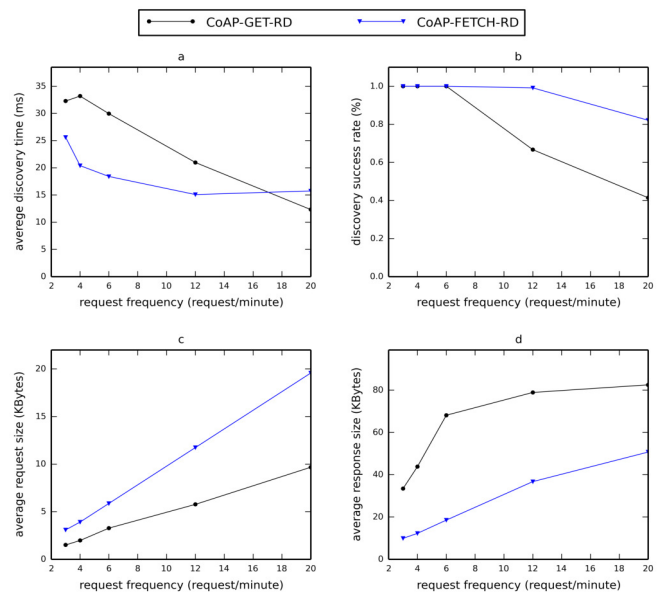 CoAP-GET-RD CoAP-FETCH-RD
a
averege discovery time (ms)
35
30
25
20
15
10
5
0
2 4 6 8 10 12 14 16 18 20
request frequency (request/minute)
b
discovery success rate (%)
1.0
0.8
0.6
0.4
0.2
0.0
2 4 6 8 10 12 14 16 18 20
request frequency (request/minute)
c
average request size (KBytes)
20
15
10
5
0
2 4 6 8 10 12 14 16 18 20
request frequency (request/minute)
d
average response size (KBytes)
80
60
40
20
0
2 4 6 8 10 12 14 16 18 20
request frequency (request/minute)